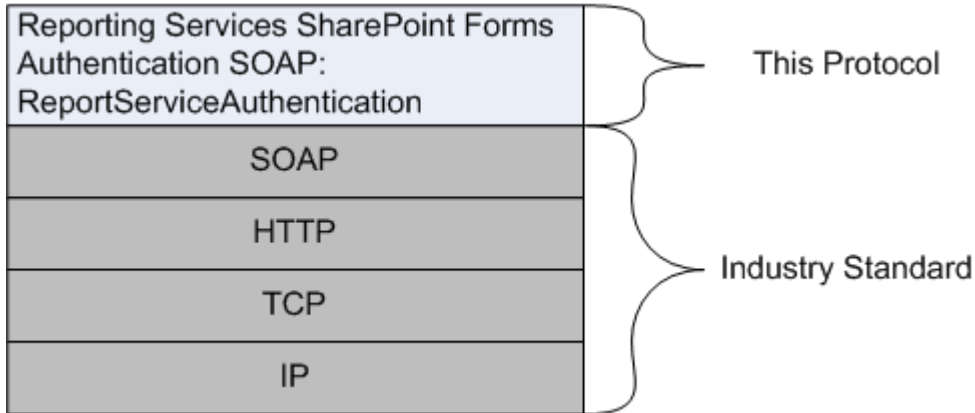 Reporting Services SharePoint Forms
Authentication SOAP:
ReportServiceAuthentication
This Protocol
SOAP
HTTP
TCP
IP
Industry Standard